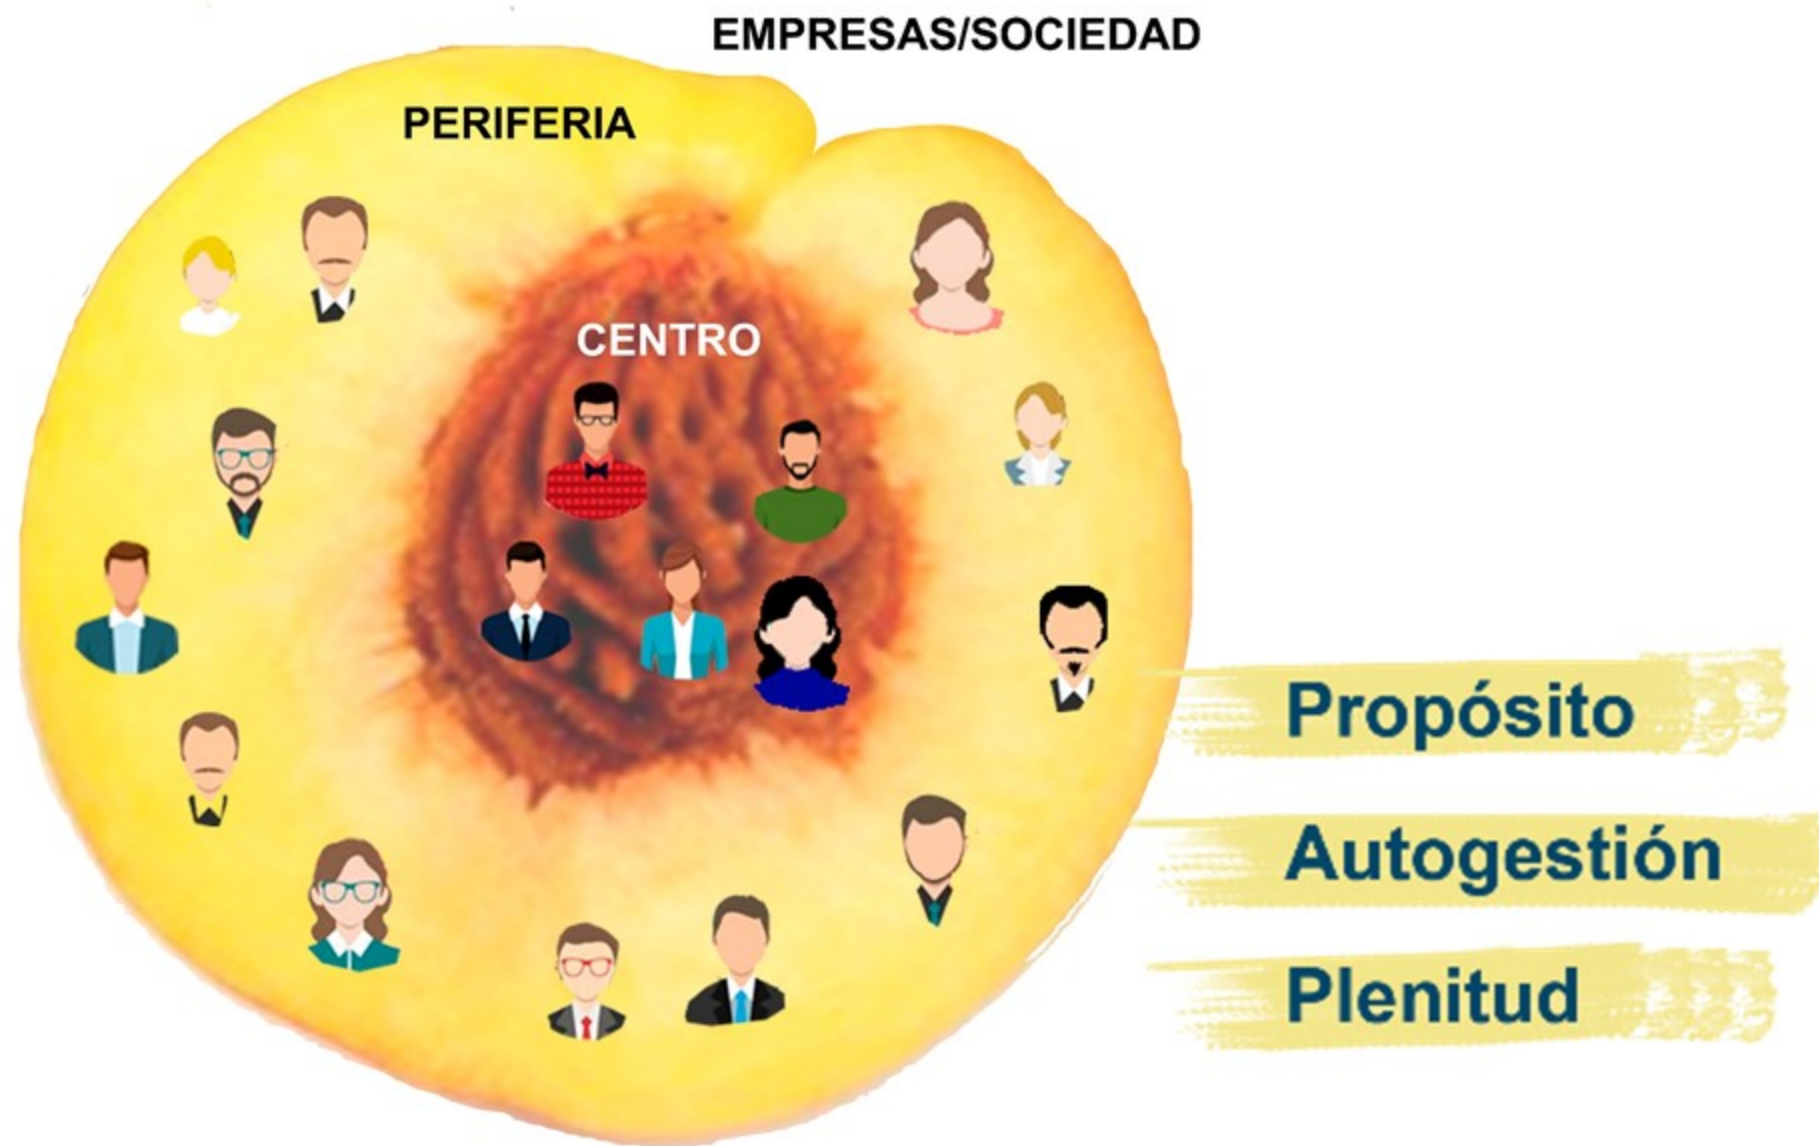 EMPRESAS/SOCIEDAD
PERIFERIA
CENTRO
Propósito
Autogestión
Plenitud